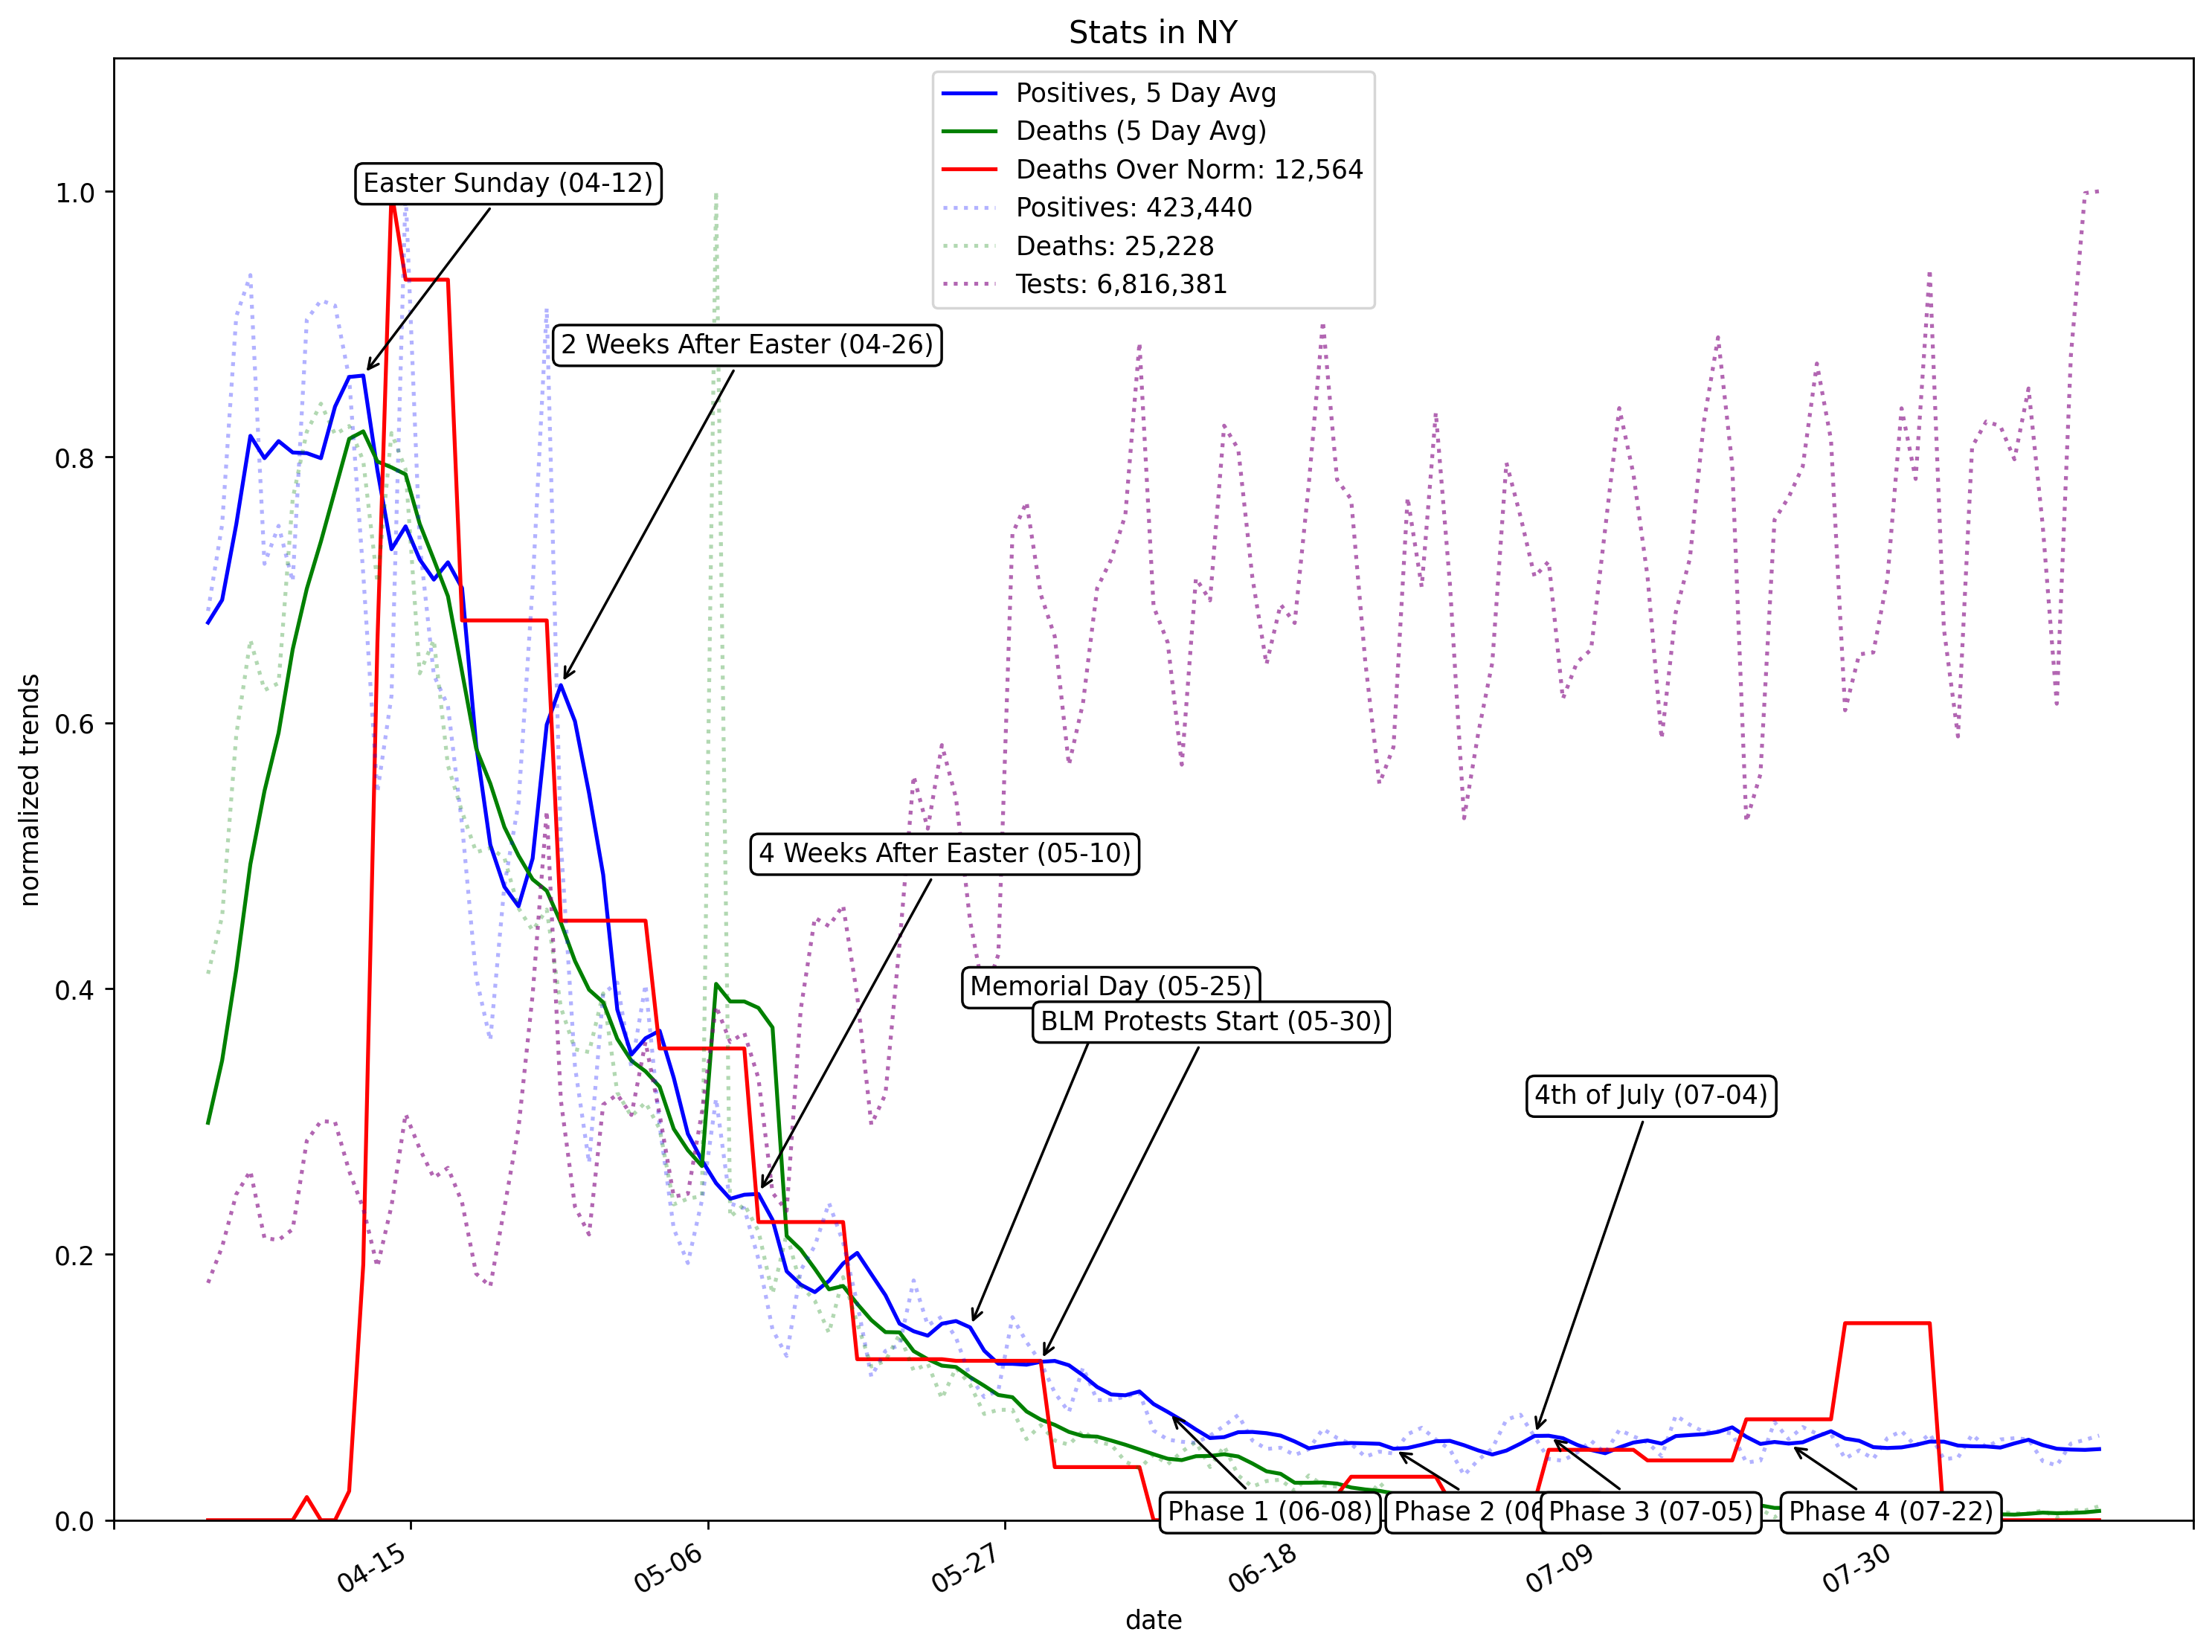 Stats in NY
Positives, 5 Day Avg
Deaths (5 Day Avg)
Deaths Over Norm: 12,564
Positives: 423,440
Deaths: 25,228
Tests: 6,816,381
Easter Sunday (04-12)
2 Weeks After Easter (04-26)
4 Weeks After Easter (05-10)
Memorial Day (05-25)
BLM Protests Start (05-30)
4th of July (07-04)
Phase 1 (06-08)
Phase 2 (06
Phase 3 (07-05)
Phase 4 (07-22)
normalized trends
1.0
0.8
0.6
0.4
0.2
0.0
04-15
05-06
05-27
06-18
07-09
07-30
date